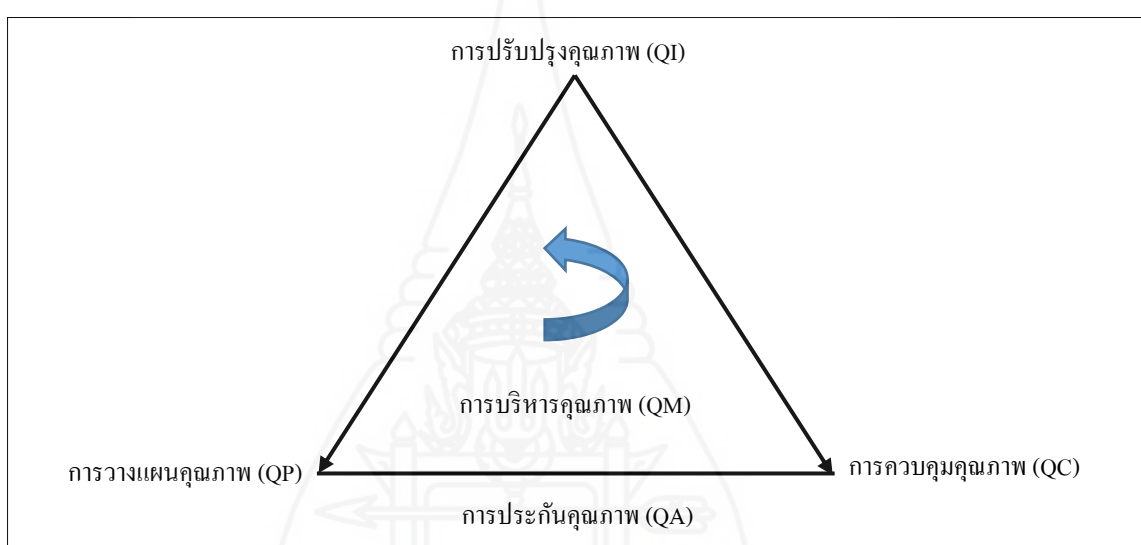 การปรับปรุงคุณภาพ (QI)
การบริหารคุณภาพ (QM)
การวางแผนคุณภาพ (QP)
การควบคุมคุณภาพ (QC)
การประกันคุณภาพ (QA)